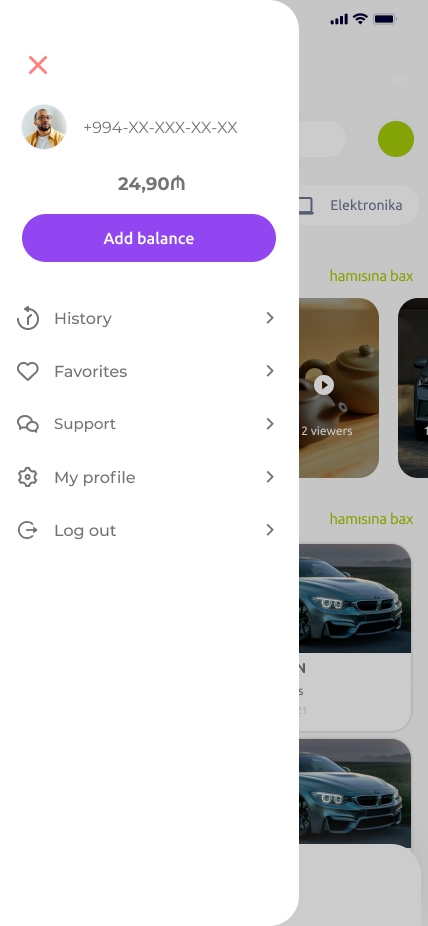 +994-XX-XXX-XX-XX
24,90₼
Add balance
Elektronika
hamısına bax
History
Favorites
Support
My profile
Log out
2 viewers
hamısına bax